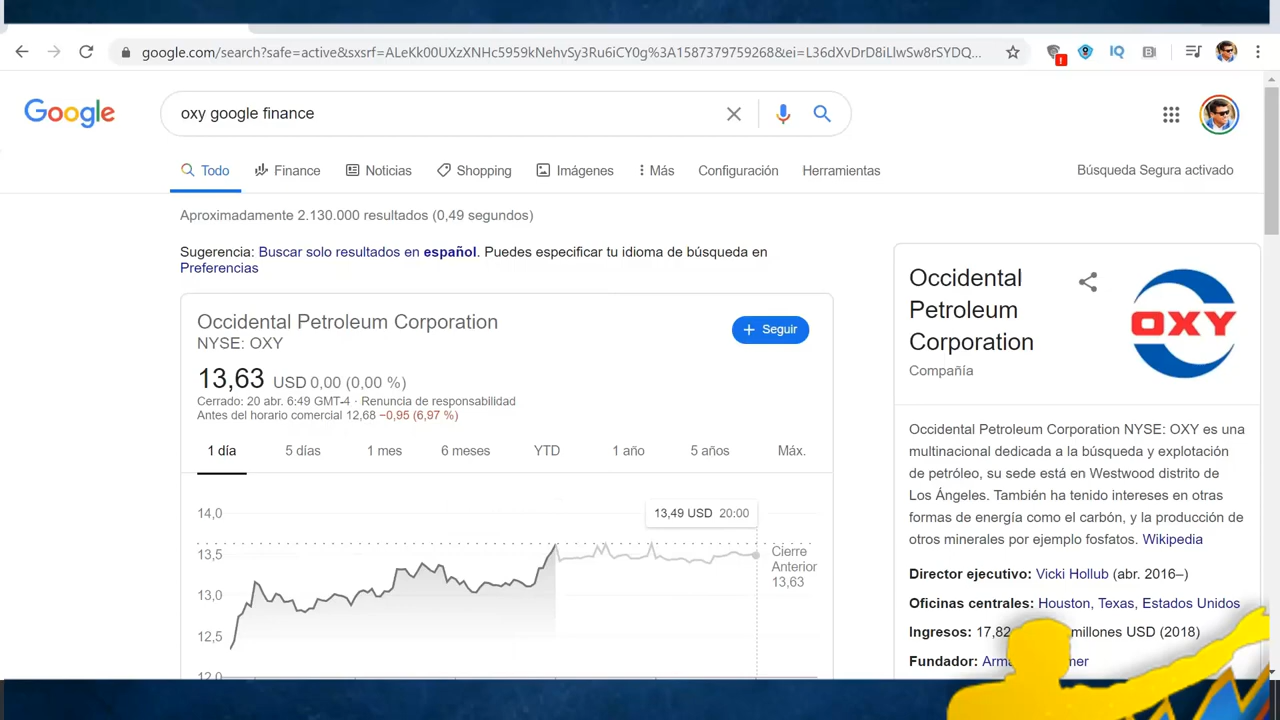 google.com/search?safe=active&sxsrf=ALeKk00UXzXNHc5959kNehvSy3Ru6iCY0g%3A1587379759268&ei=L36dXvDrD8iLlwSw8rSYDQ...
!
IQ
Google
oxy google finance
Todo
Finance
Noticias
Shopping
Imágenes
Más
Configuración
Herramientas
Búsqueda Segura activado
Aproximadamente 2.130.000 resultados (0,49 segundos)
Sugerencia: Buscar solo resultados en español. Puedes especificar tu idioma de búsqueda en
Preferencias
Occidental Petroleum Corporation
NYSE: OXY
+ Seguir
13,63 USD 0,00 (0,00 %)
Cerrado: 20 abr. 6:49 GMT-4 · Renuncia de responsabilidad
Antes del horario comercial 12,68 −0,95 (6,97 %)
1 día
5 días
1 mes
6 meses
YTD
1 año
5 años
Máx.
14,0
13,5
13,0
12,5
12,0
13,49 USD 20:00
Cierre
Anterior
13,63
Occidental
Petroleum
Corporation
Compañía
OXY
Occidental Petroleum Corporation NYSE: OXY es una
multinacional dedicada a la búsqueda y explotación
de petróleo, su sede está en Westwood distrito de
Los Ángeles. También ha tenido intereses en otras
formas de energía como el carbón, y la producción de
otros minerales por ejemplo fosfatos. Wikipedia
Director ejecutivo: Vicki Hollub (abr. 2016–)
Oficinas centrales: Houston, Texas, Estados Unidos
Ingresos: 17,82 millones USD (2018)
Fundador: